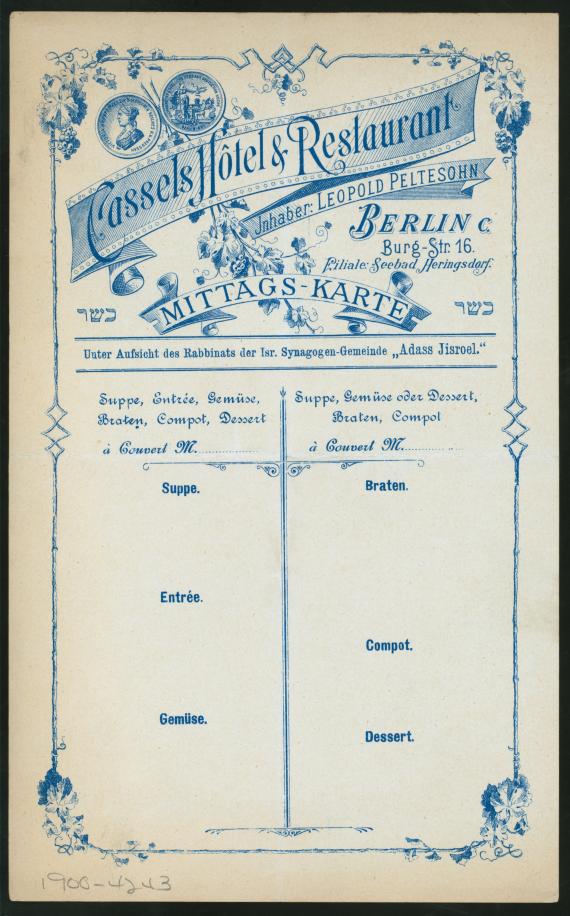 Cassels Hôtel & Restaurant
Inhaber: LEOPOLD PELTESOHN
BERLIN C.
Burg-Str. 16.
Filiale: Seebad Heringsdorf.
כשר MITTAGS-KARTE כשר
Unter Aufsicht des Rabbinats der Isr. Synagogen-Gemeinde „Adass Jisroel.“
Suppe, Entrée, Gemüse,
Braten, Compot, Dessert
à Couvert M.
Suppe, Gemüse oder Dessert,
Braten, Compot
à Couvert M.
Suppe.
Entrée.
Gemüse.
Braten.
Compot.
Dessert.
1900-4243